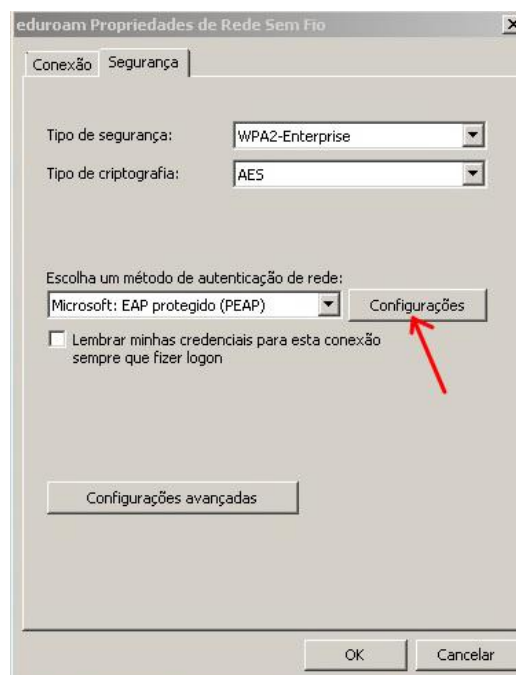 eduroam Propriedades de Rede Sem Fio
Conexão Segurança
Tipo de segurança: WPA2-Enterprise
Tipo de criptografia: AES
Escolha um método de autenticação de rede:
Microsoft: EAP protegido (PEAP) Configurações
Lembrar minhas credenciais para esta conexão
sempre que fizer logon
Configurações avançadas
OK Cancelar